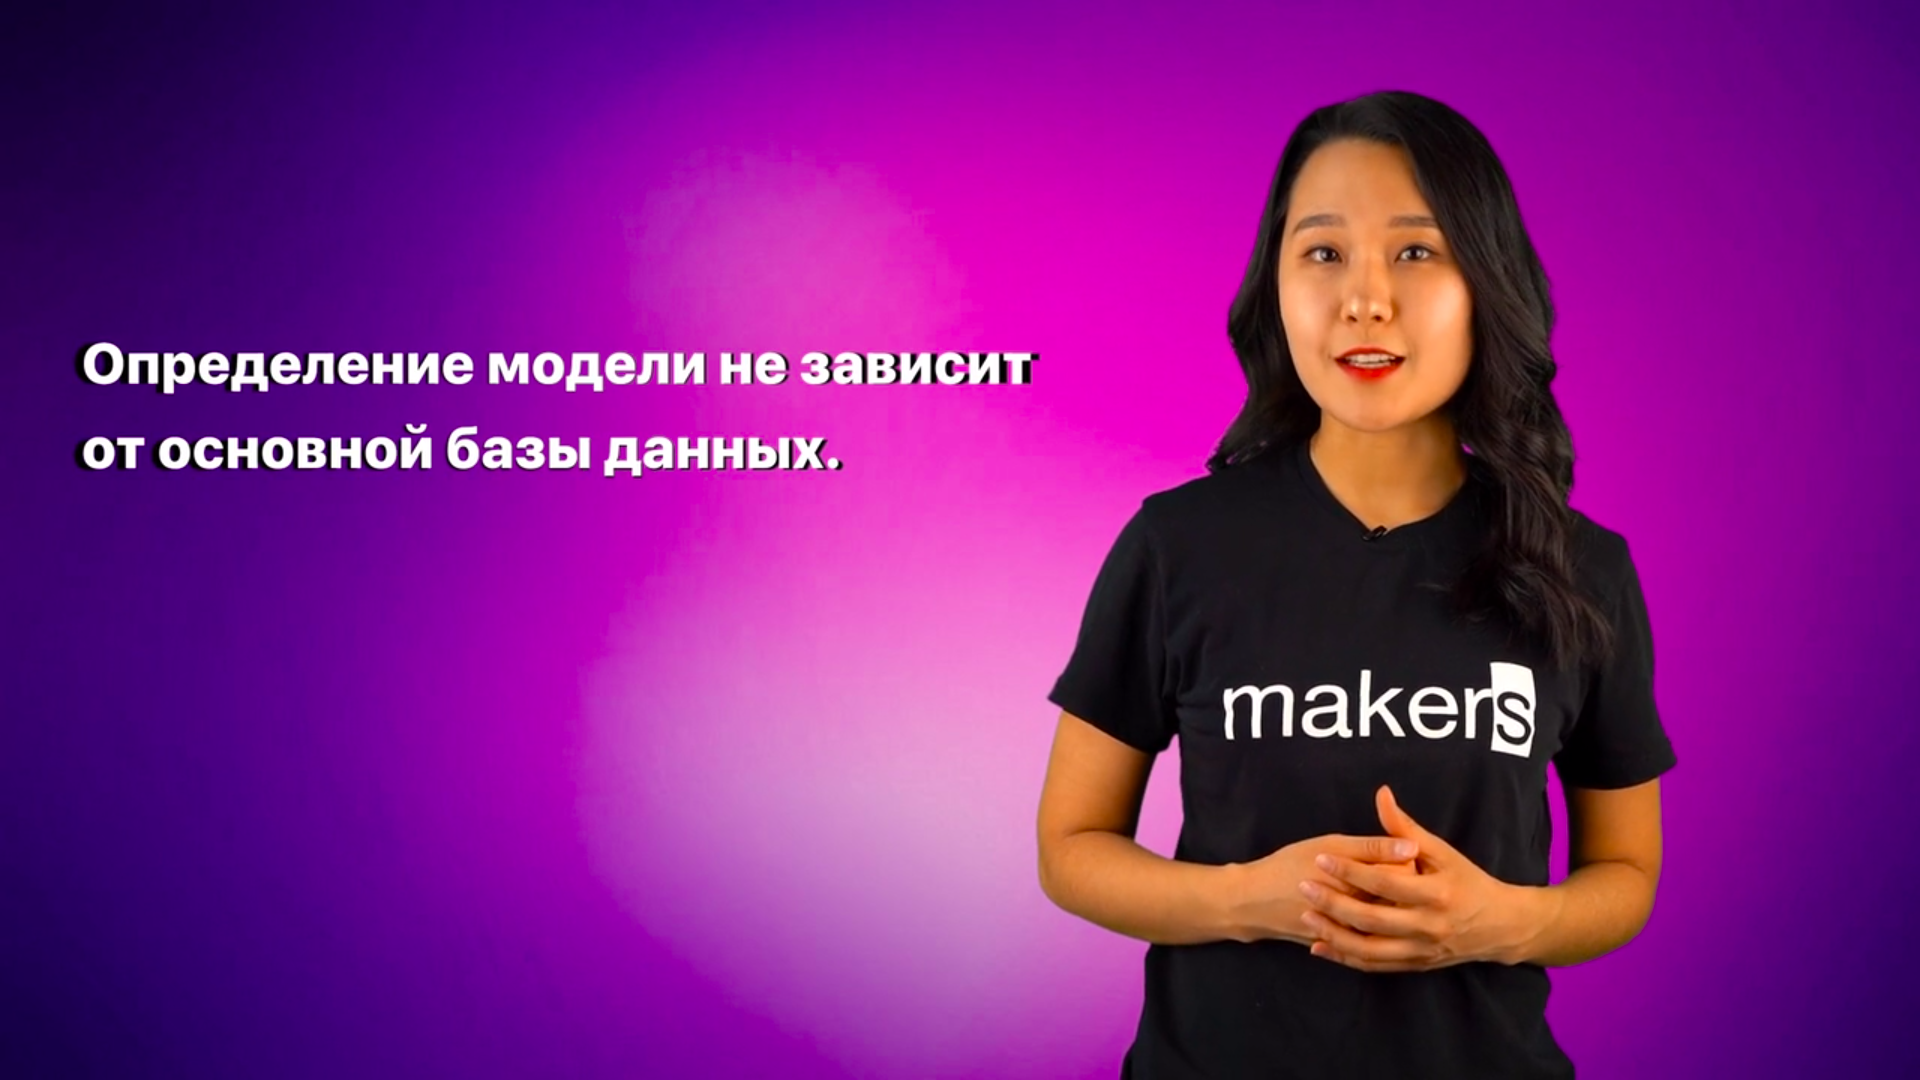 Определение модели не зависит
от основной базы данных.
makers